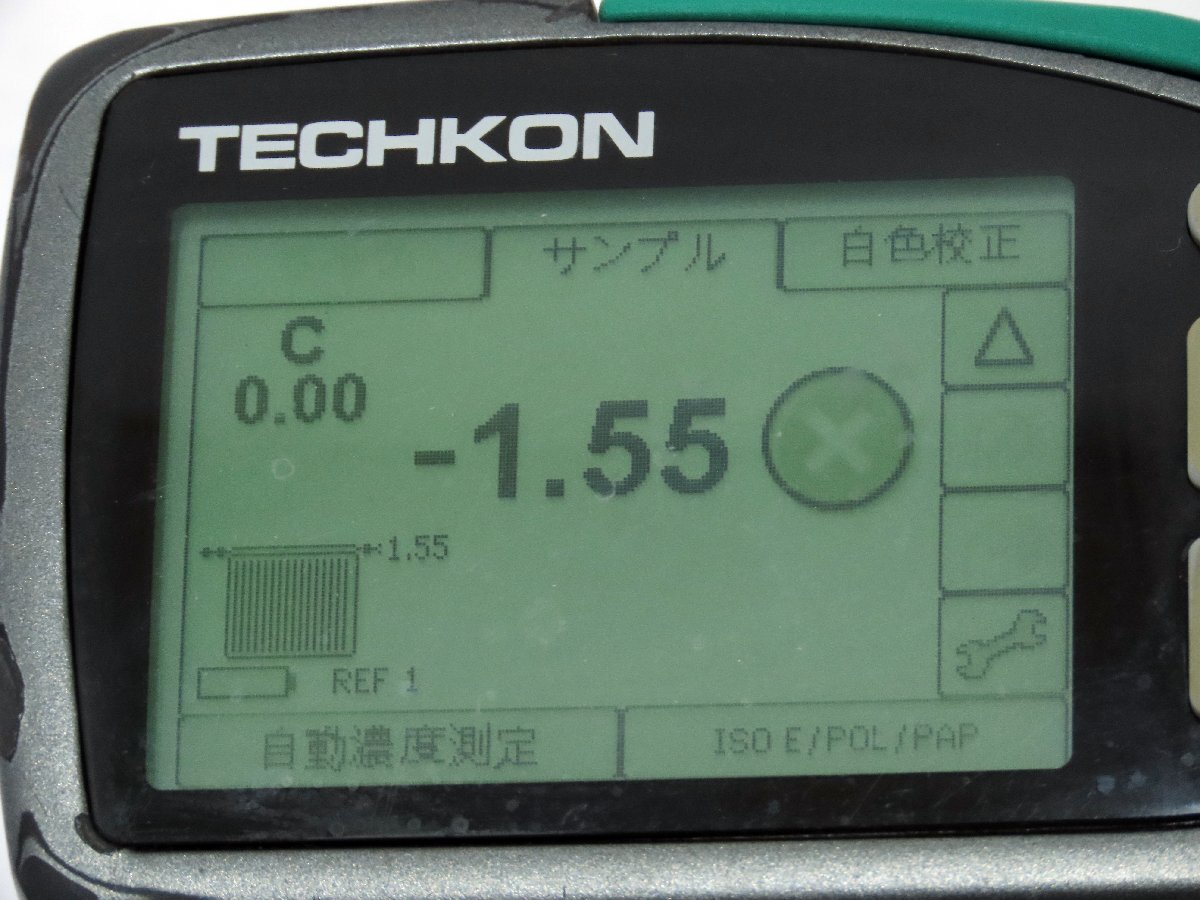 TECHKON
サンプル
白色校正
C
0.00
-1.55
1.55
REF 1
自動濃度測定
ISO E/POL/PAP